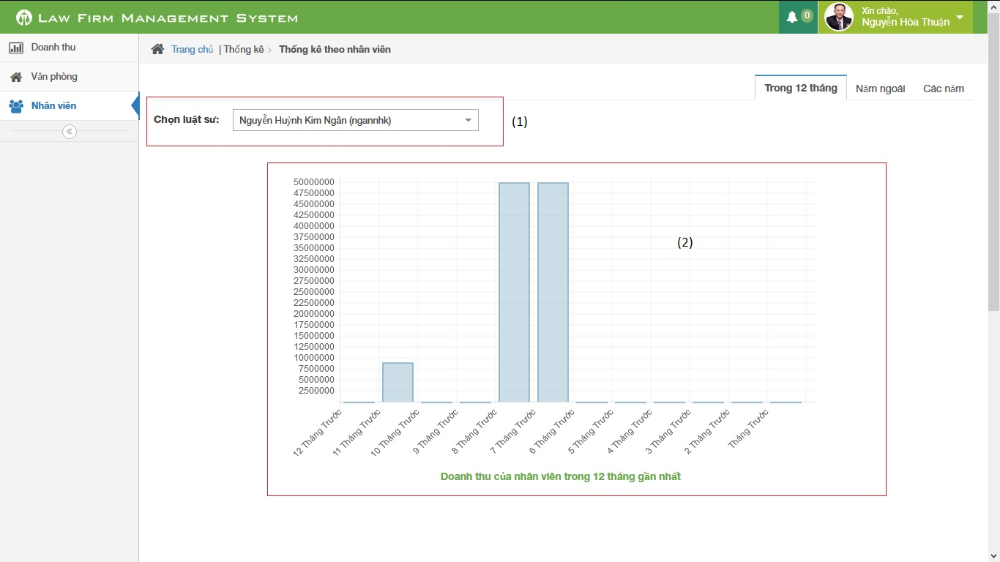 LAW FIRM MANAGEMENT SYSTEM
0
Xin chào,
Nguyễn Hòa Thuận
Doanh thu
Văn phòng
Nhân viên
Trang chủ | Thống kê > Thống kê theo nhân viên
Trong 12 tháng
Năm ngoái
Các năm
Chọn luật sư:
Nguyễn Huỳnh Kim Ngân (ngannhk)
(1)
50000000
47500000
45000000
42500000
40000000
37500000
35000000
32500000
30000000
27500000
25000000
22500000
20000000
17500000
15000000
12500000
10000000
7500000
5000000
2500000
(2)
12 Tháng Trước
11 Tháng Trước
10 Tháng Trước
9 Tháng Trước
8 Tháng Trước
7 Tháng Trước
6 Tháng Trước
5 Tháng Trước
4 Tháng Trước
3 Tháng Trước
2 Tháng Trước
Tháng Trước
Doanh thu của nhân viên trong 12 tháng gần nhất